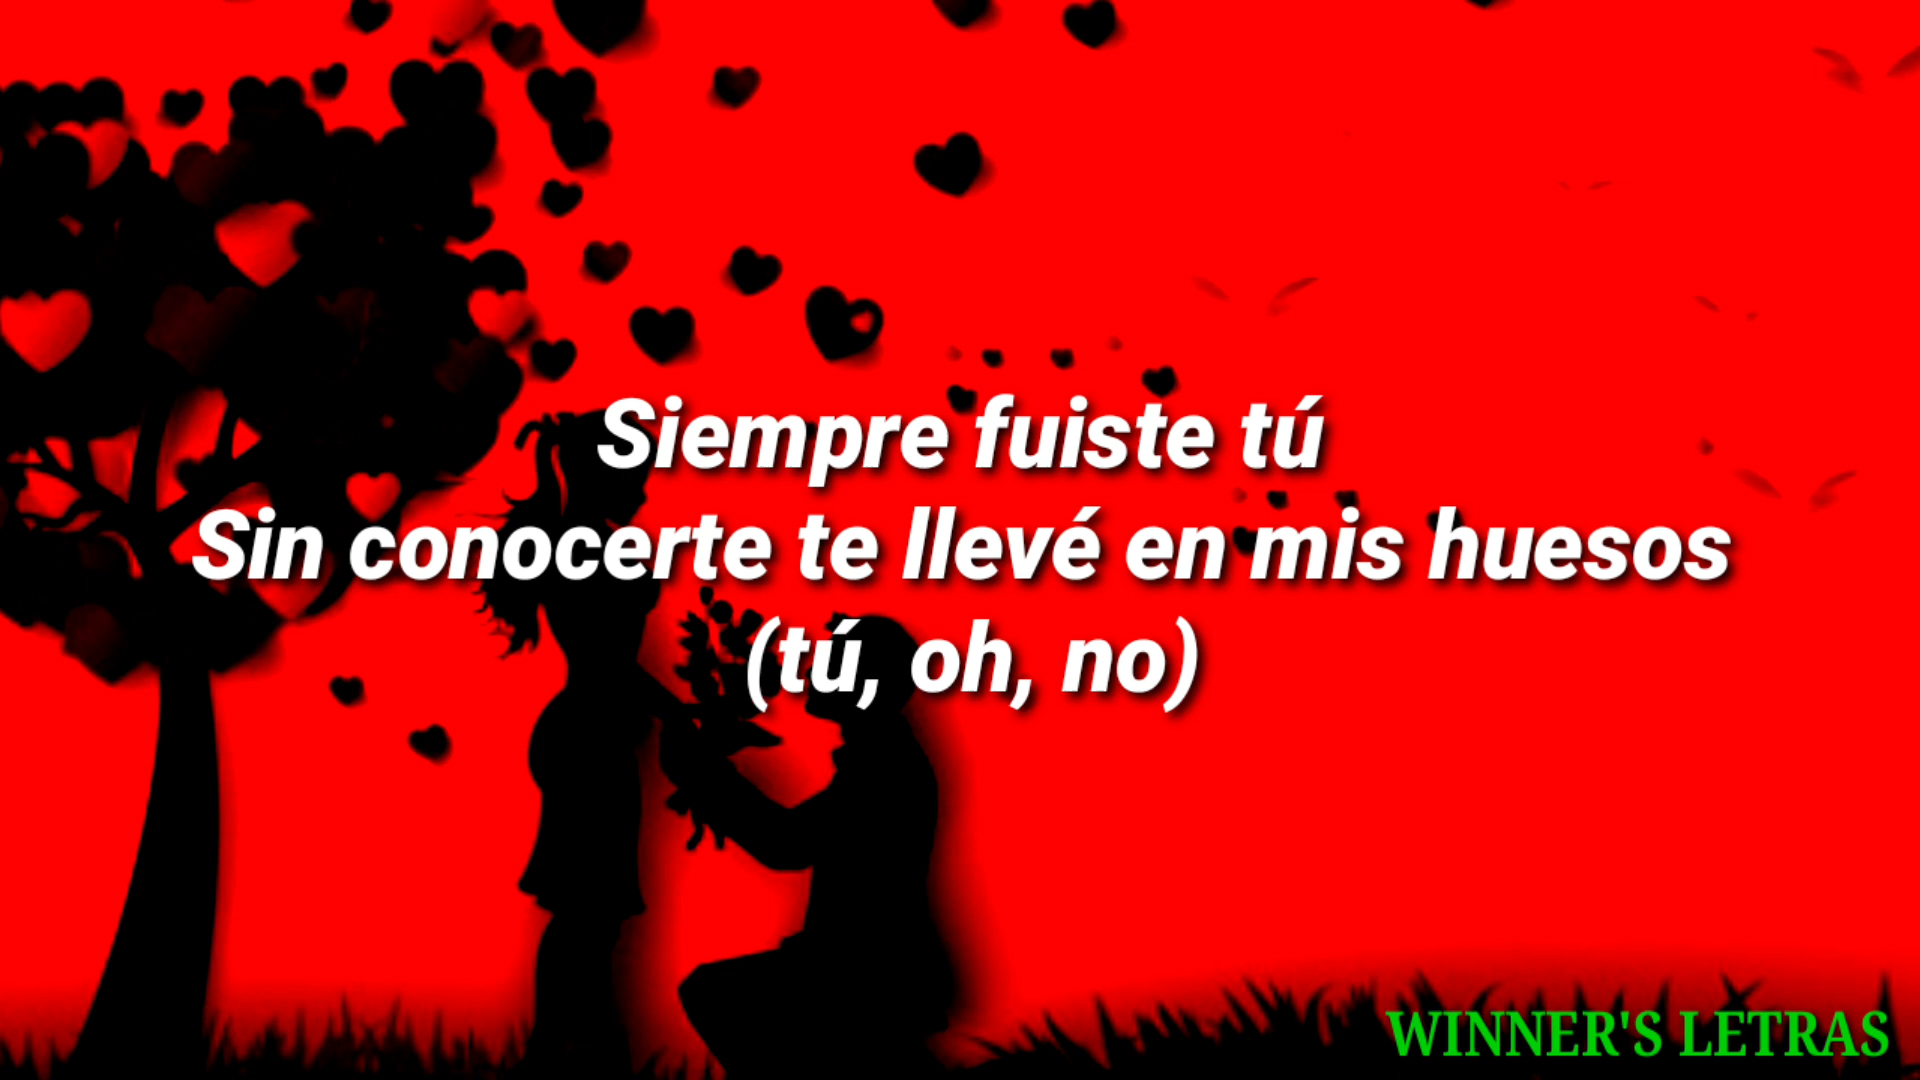 Siempre fuiste tú
Sin conocerte te llevé en mis huesos
(tú, oh, no)
WINNER'S LETRAS